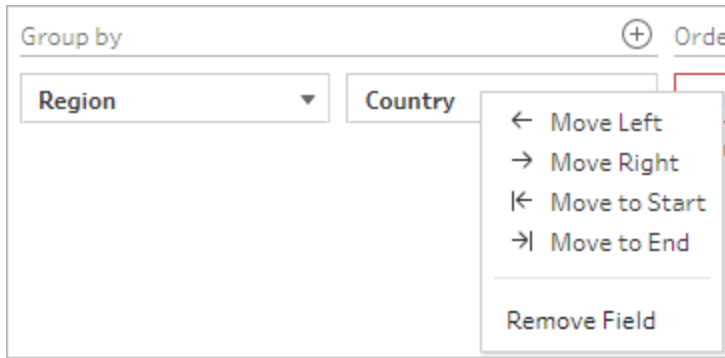 Group by Orde
Region Country
Move Left
Move Right
Move to Start
Move to End
Remove Field